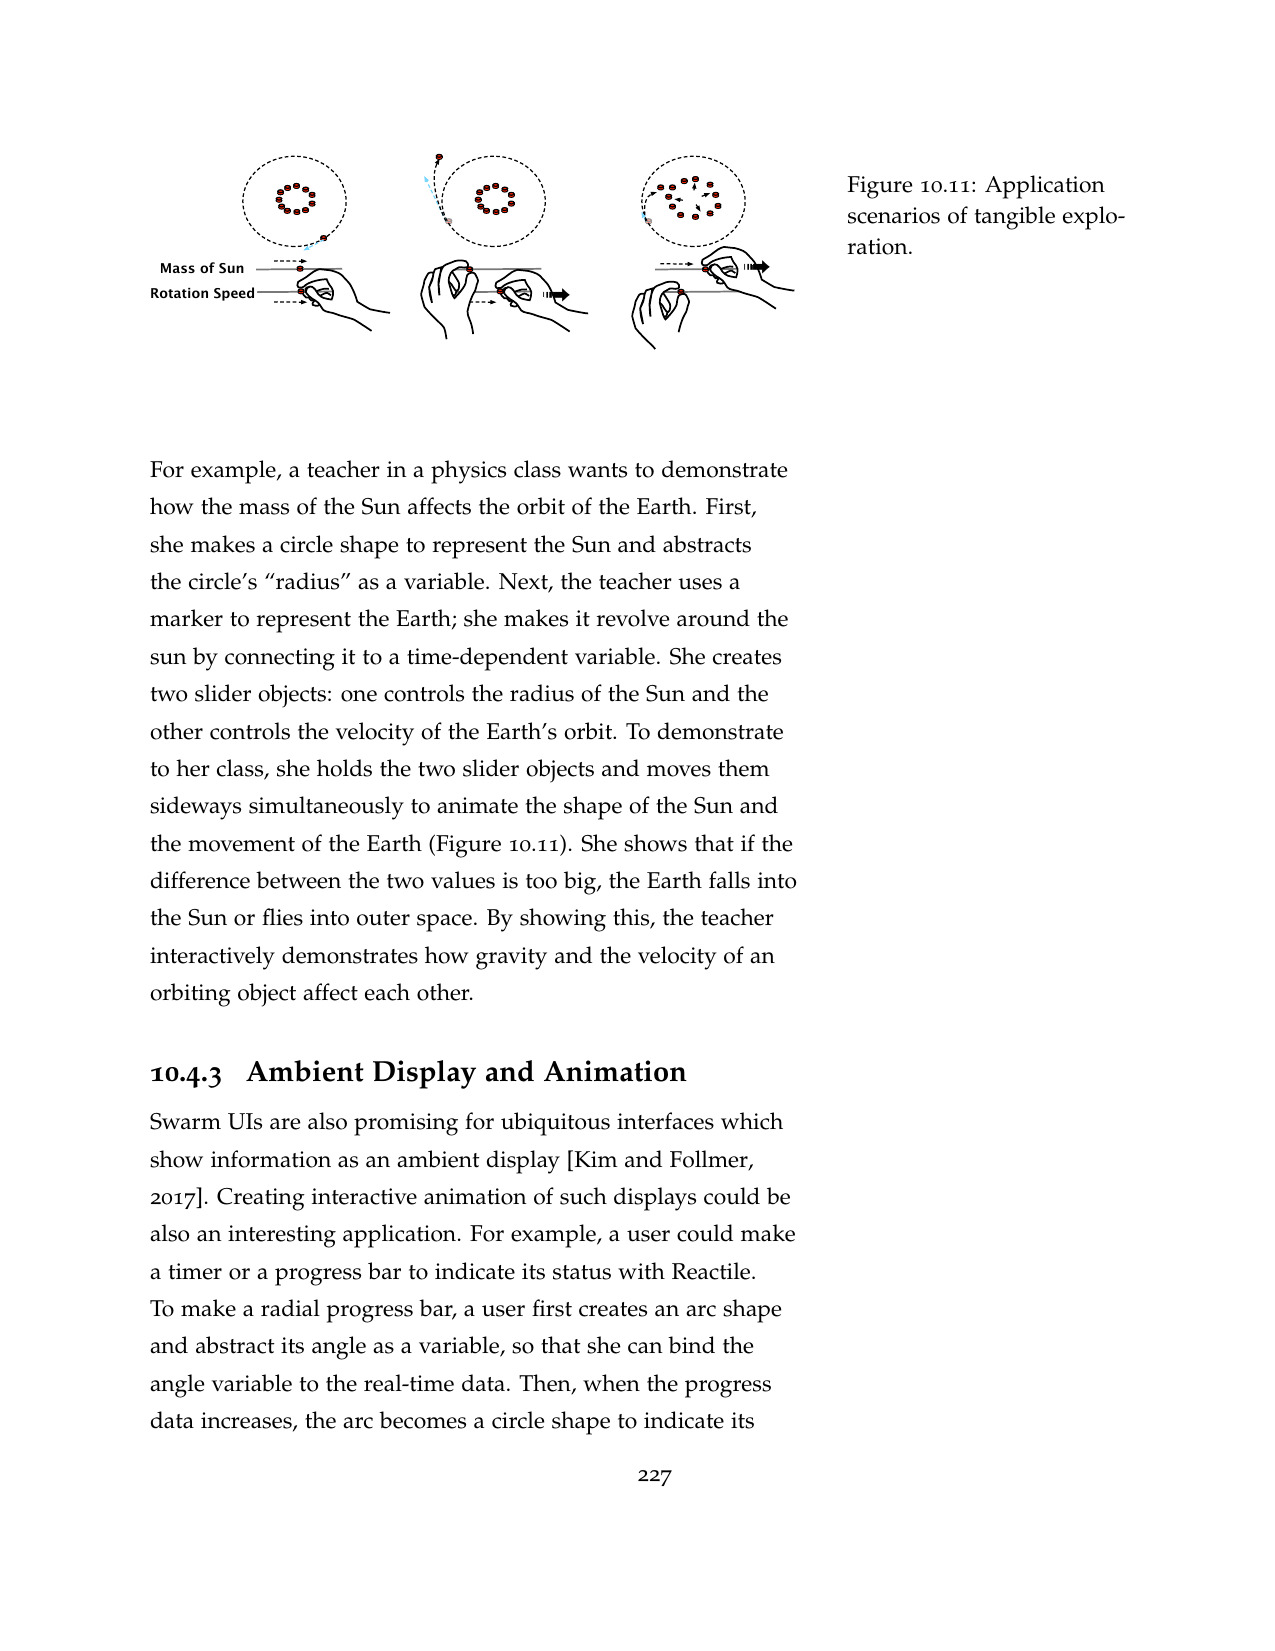 Mass of Sun
Rotation Speed
Figure 10.11: Application
scenarios of tangible explo-
ration.
For example, a teacher in a physics class wants to demonstrate
how the mass of the Sun affects the orbit of the Earth. First,
she makes a circle shape to represent the Sun and abstracts
the circle’s “radius” as a variable. Next, the teacher uses a
marker to represent the Earth; she makes it revolve around the
sun by connecting it to a time-dependent variable. She creates
two slider objects: one controls the radius of the Sun and the
other controls the velocity of the Earth’s orbit. To demonstrate
to her class, she holds the two slider objects and moves them
sideways simultaneously to animate the shape of the Sun and
the movement of the Earth (Figure 10.11). She shows that if the
difference between the two values is too big, the Earth falls into
the Sun or flies into outer space. By showing this, the teacher
interactively demonstrates how gravity and the velocity of an
orbiting object affect each other.
10.4.3 Ambient Display and Animation
Swarm UIs are also promising for ubiquitous interfaces which
show information as an ambient display [Kim and Follmer,
2017]. Creating interactive animation of such displays could be
also an interesting application. For example, a user could make
a timer or a progress bar to indicate its status with Reactile.
To make a radial progress bar, a user first creates an arc shape
and abstract its angle as a variable, so that she can bind the
angle variable to the real-time data. Then, when the progress
data increases, the arc becomes a circle shape to indicate its
227